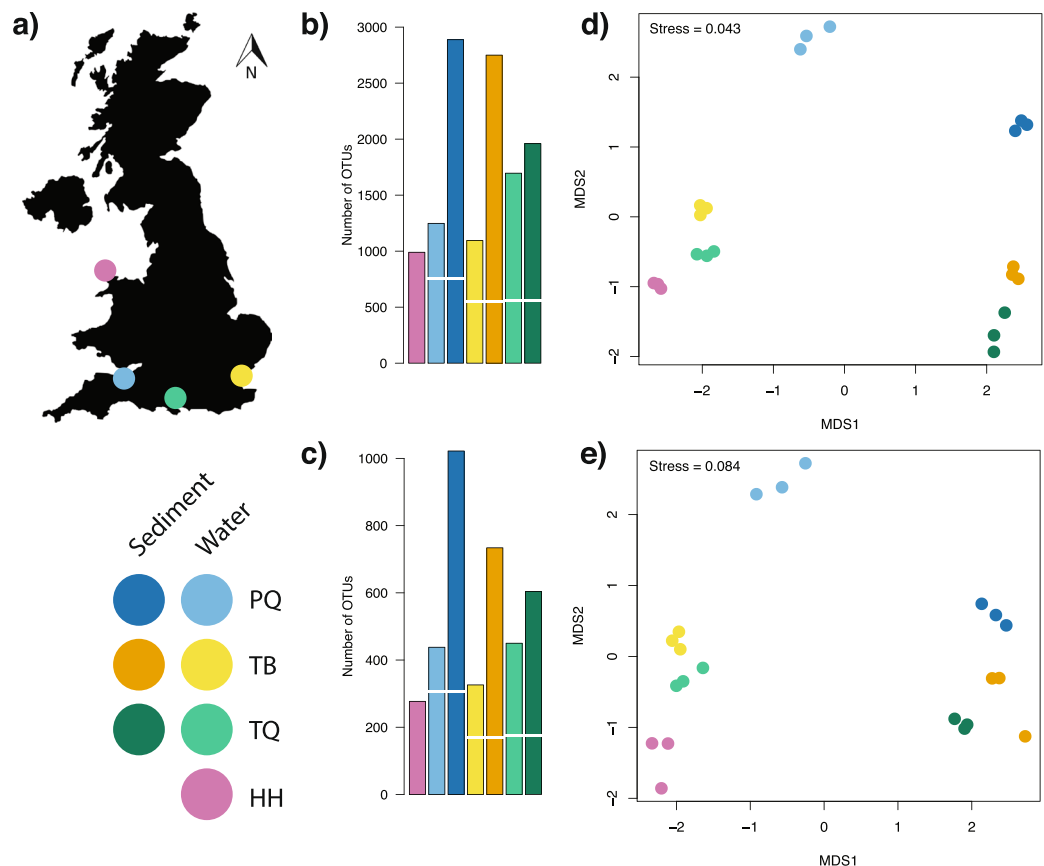 a)
N
Sediment
Water
PQ
TB
TQ
HH
b)
Number of OTUs
3000
2500
2000
1500
1000
500
0
c)
Number of OTUs
1000
800
600
400
200
0
d)
Stress = 0.043
MDS2
2
1
0
−1
−2
−2
−1
0
1
2
MDS1
e)
Stress = 0.084
MDS2
2
1
0
−1
−2
−2
−1
0
1
2
MDS1